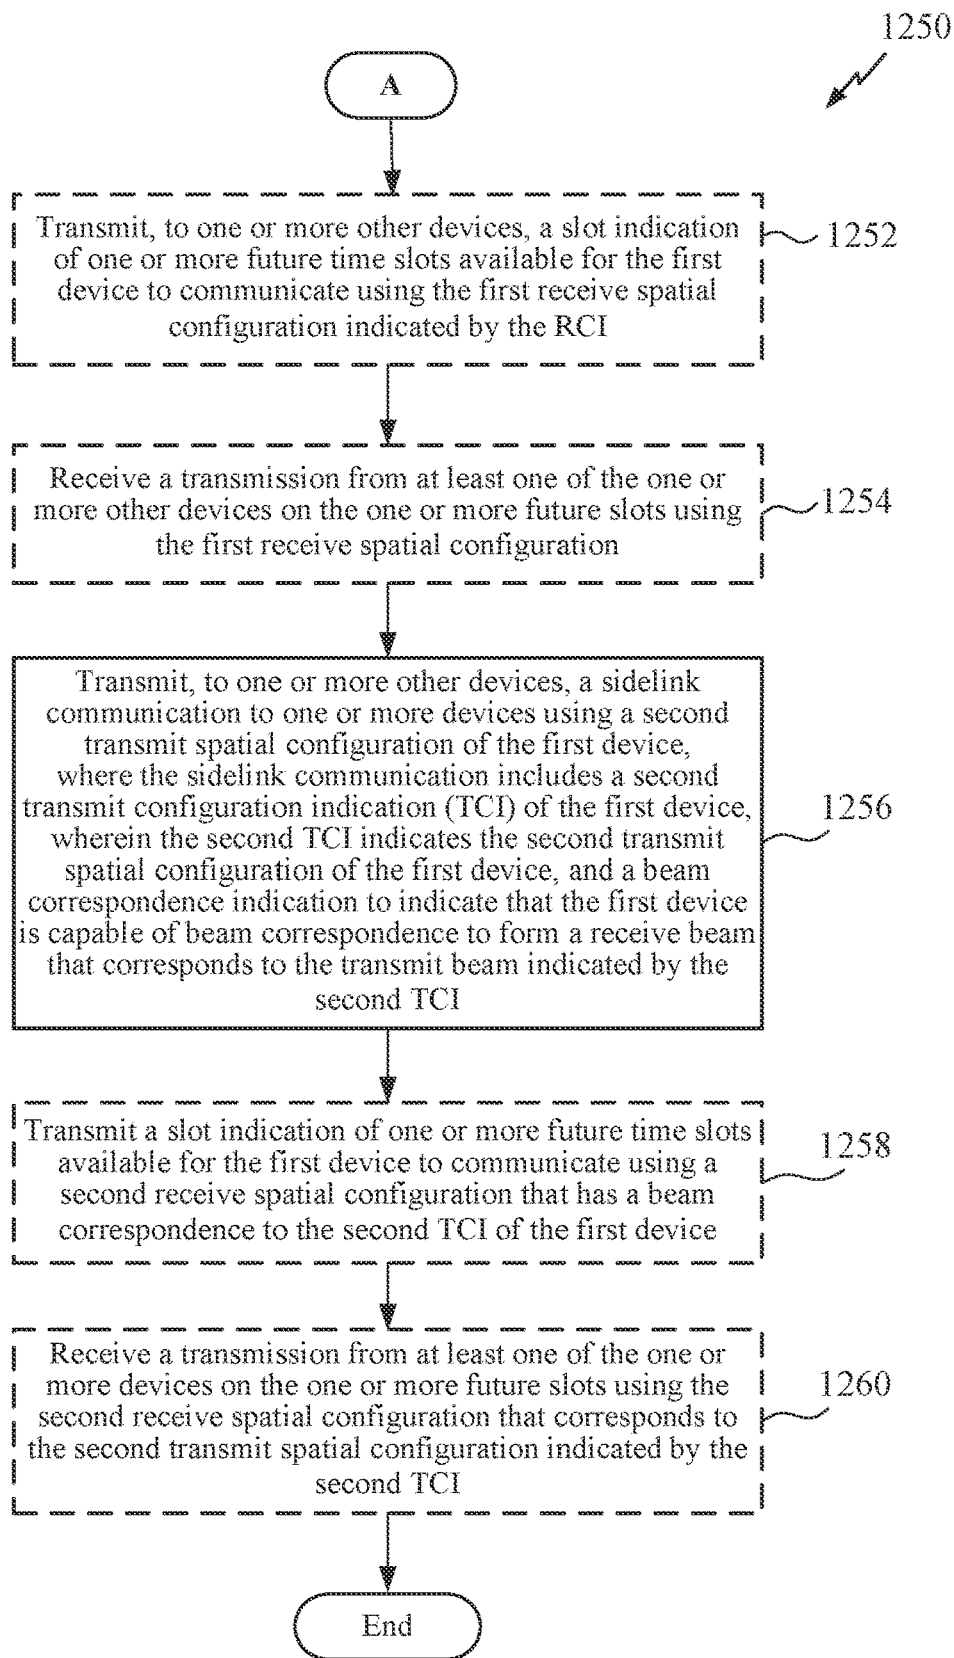 1250
A
Transmit, to one or more other devices, a slot indication
of one or more future time slots available for the first
device to communicate using the first receive spatial
configuration indicated by the RCI
1252
Receive a transmission from at least one of the one or
more other devices on the one or more future slots using
the first receive spatial configuration
1254
Transmit, to one or more other devices, a sidelink
communication to one or more devices using a second
transmit spatial configuration of the first device,
where the sidelink communication includes a second
transmit configuration indication (TCI) of the first device,
wherein the second TCI indicates the second transmit
spatial configuration of the first device, and a beam
correspondence indication to indicate that the first device
is capable of beam correspondence to form a receive beam
that corresponds to the transmit beam indicated by the
second TCI
1256
Transmit a slot indication of one or more future time slots
available for the first device to communicate using a
second receive spatial configuration that has a beam
correspondence to the second TCI of the first device
1258
Receive a transmission from at least one of the one or
more devices on the one or more future slots using the
second receive spatial configuration that corresponds to
the second transmit spatial configuration indicated by the
second TCI
1260
End